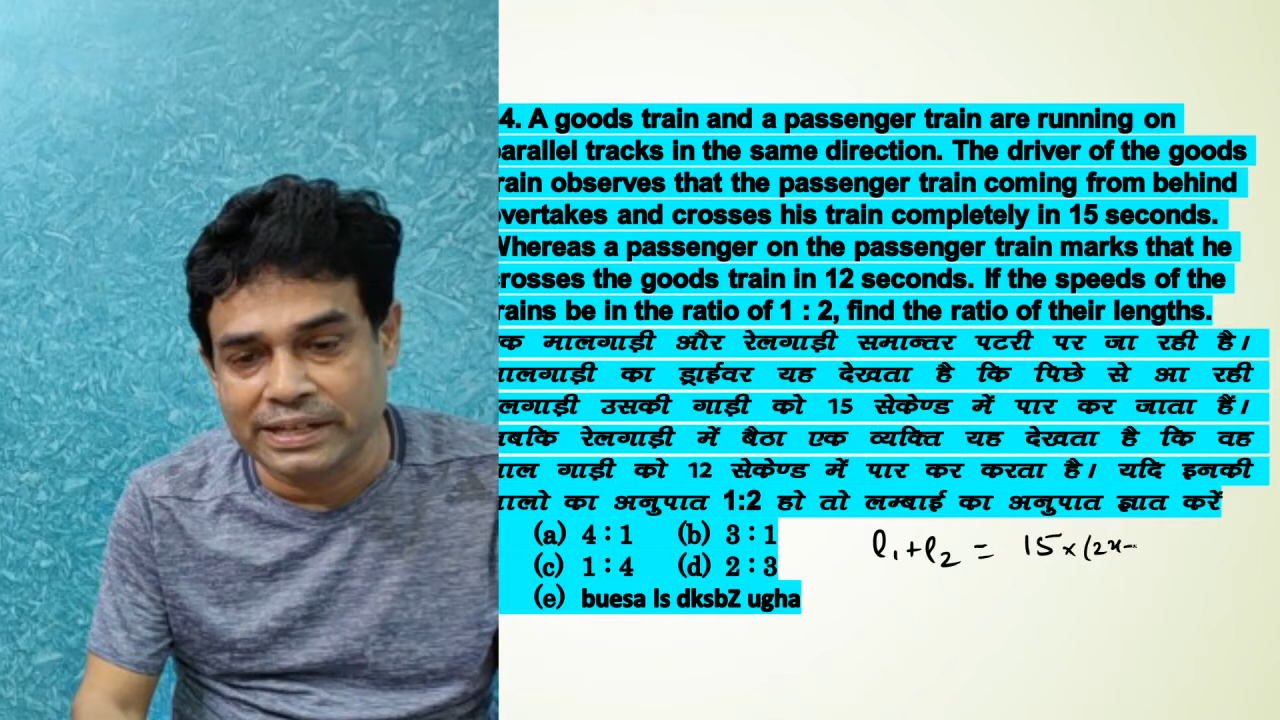 4. A goods train and a passenger train are running on
parallel tracks in the same direction. The driver of the goods
train observes that the passenger train coming from behind
overtakes and crosses his train completely in 15 seconds.
Whereas a passenger on the passenger train marks that he
crosses the goods train in 12 seconds. If the speeds of the
trains be in the ratio of 1 : 2, find the ratio of their lengths.
क मालगाड़ी और रेलगाड़ी समान्तर पटरी पर जा रही है।
मालगाड़ी का ड्राईवर यह देखता है कि पिछे से आ रही
लगाड़ी उसकी गाड़ी को 15 सेकेण्ड में पार कर जाता हैं।
जबकि रेलगाड़ी में बैठा एक व्यक्ति यह देखता है कि वह
माल गाड़ी को 12 सेकेण्ड में पार कर करता है। यदि इनकी
चालो का अनुपात 1:2 हो तो लम्बाई का अनुपात ज्ञात करें
(a) 4 : 1 (b) 3 : 1
(c) 1 : 4 (d) 2 : 3
(e) buesa ls dksbZ ugha
l₁+l₂ = 15×(2x-